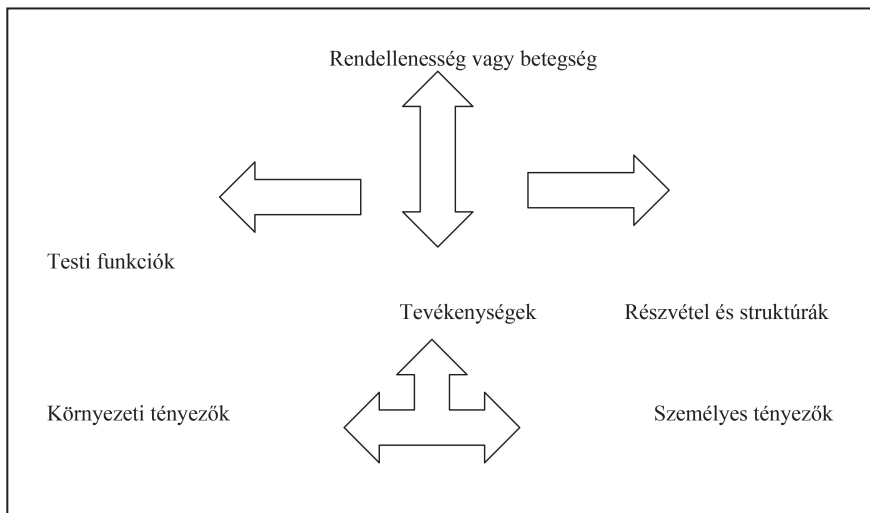 Rendellenesség vagy betegség
Testi funkciók
Tevékenységek
Részvétel és struktúrák
Környezeti tényezők
Személyes tényezők